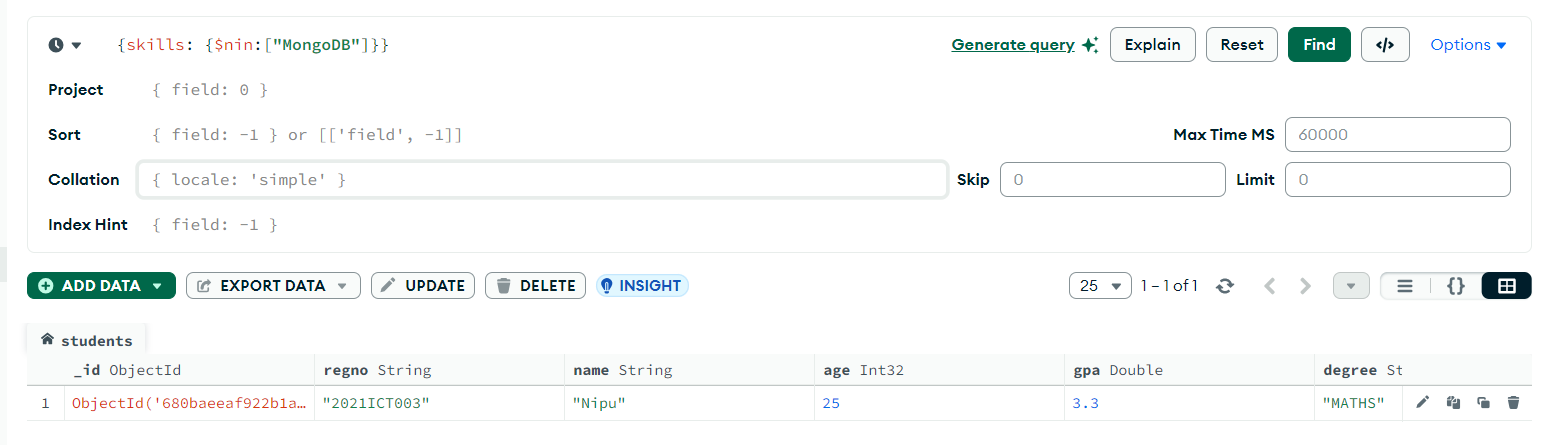 {skills: {$nin:["MongoDB"]}} Generate query Explain Reset Find </> Options
Project { field: 0 }
Sort { field: -1 } or [['field', -1]] Max Time MS 60000
Collation { locale: 'simple' } Skip 0 Limit 0
Index Hint { field: -1 }
ADD DATA EXPORT DATA UPDATE DELETE INSIGHT 25 1 – 1 of 1 {}
students
_id ObjectId regno String name String age Int32 gpa Double degree St
1 ObjectId('680baeeaf922b1a… "2021ICT003" "Nipu" 25 3.3 "MATHS"